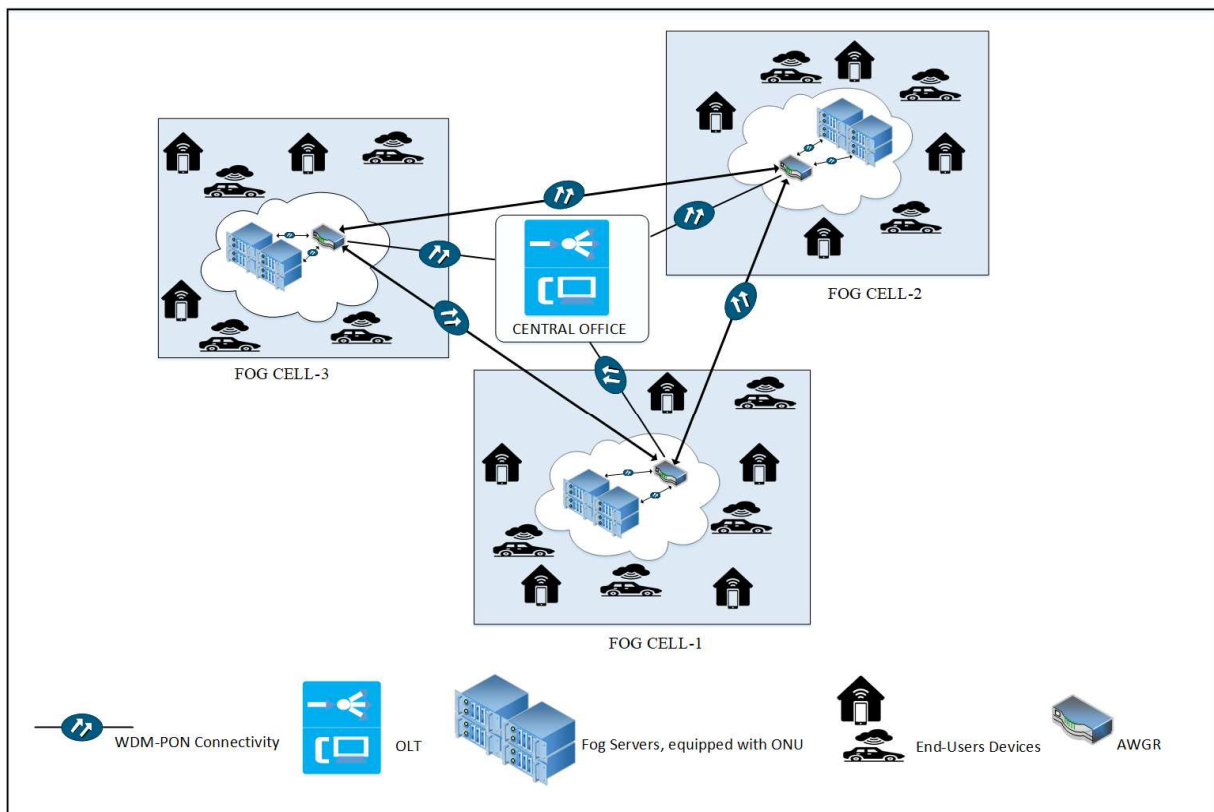 FOG CELL-2
CENTRAL OFFICE
FOG CELL-3
FOG CELL-1
WDM-PON Connectivity
OLT
Fog Servers, equipped with ONU
End-Users Devices
AWGR